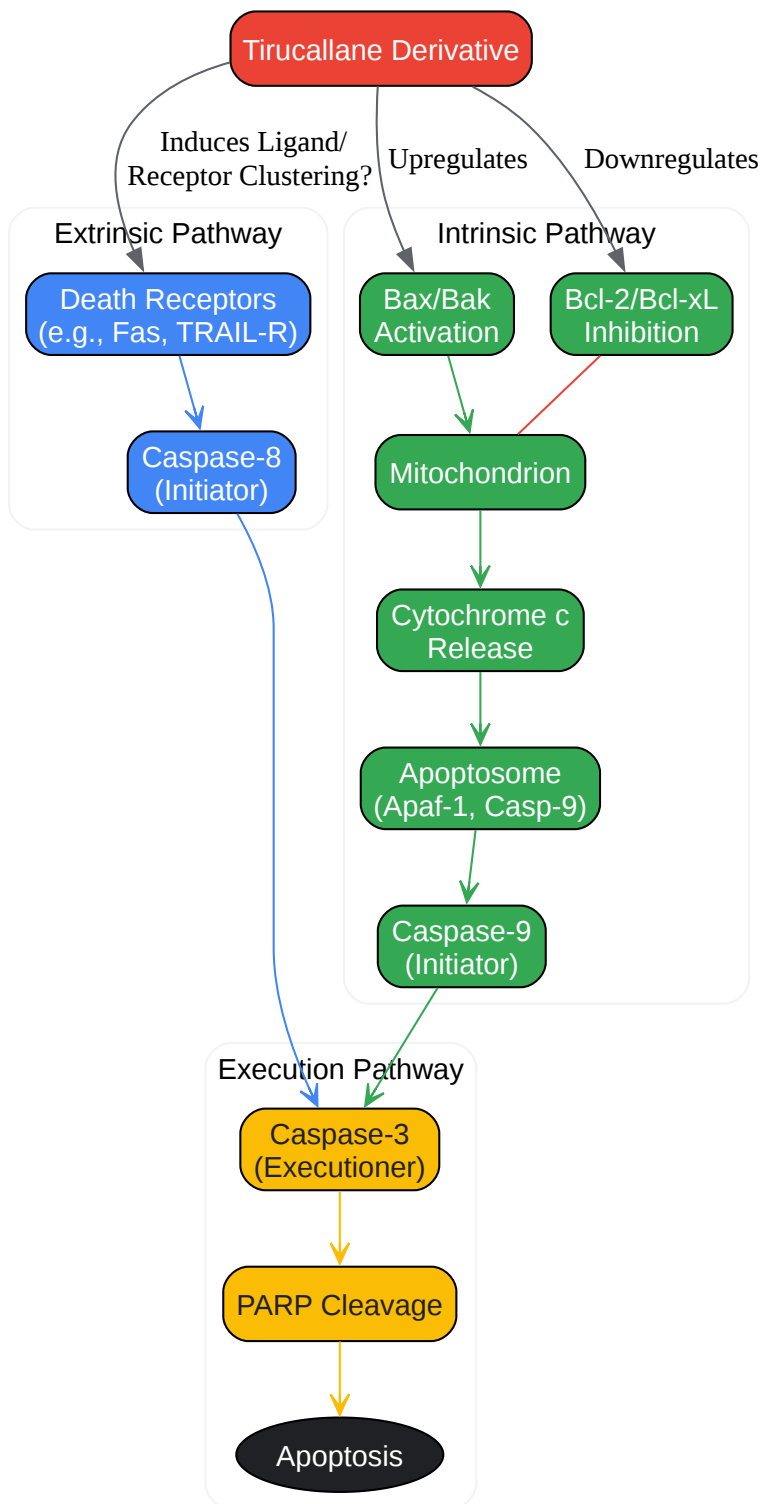 Tirucallane Derivative
Induces Ligand/
Receptor Clustering?
Upregulates
Downregulates
Extrinsic Pathway
Intrinsic Pathway
Death Receptors
(e.g., Fas, TRAIL-R)
Bax/Bak
Activation
Bcl-2/Bcl-xL
Inhibition
Caspase-8
(Initiator)
Mitochondrion
Cytochrome c
Release
Apoptosome
(Apaf-1, Casp-9)
Caspase-9
(Initiator)
Execution Pathway
Caspase-3
(Executioner)
PARP Cleavage
Apoptosis